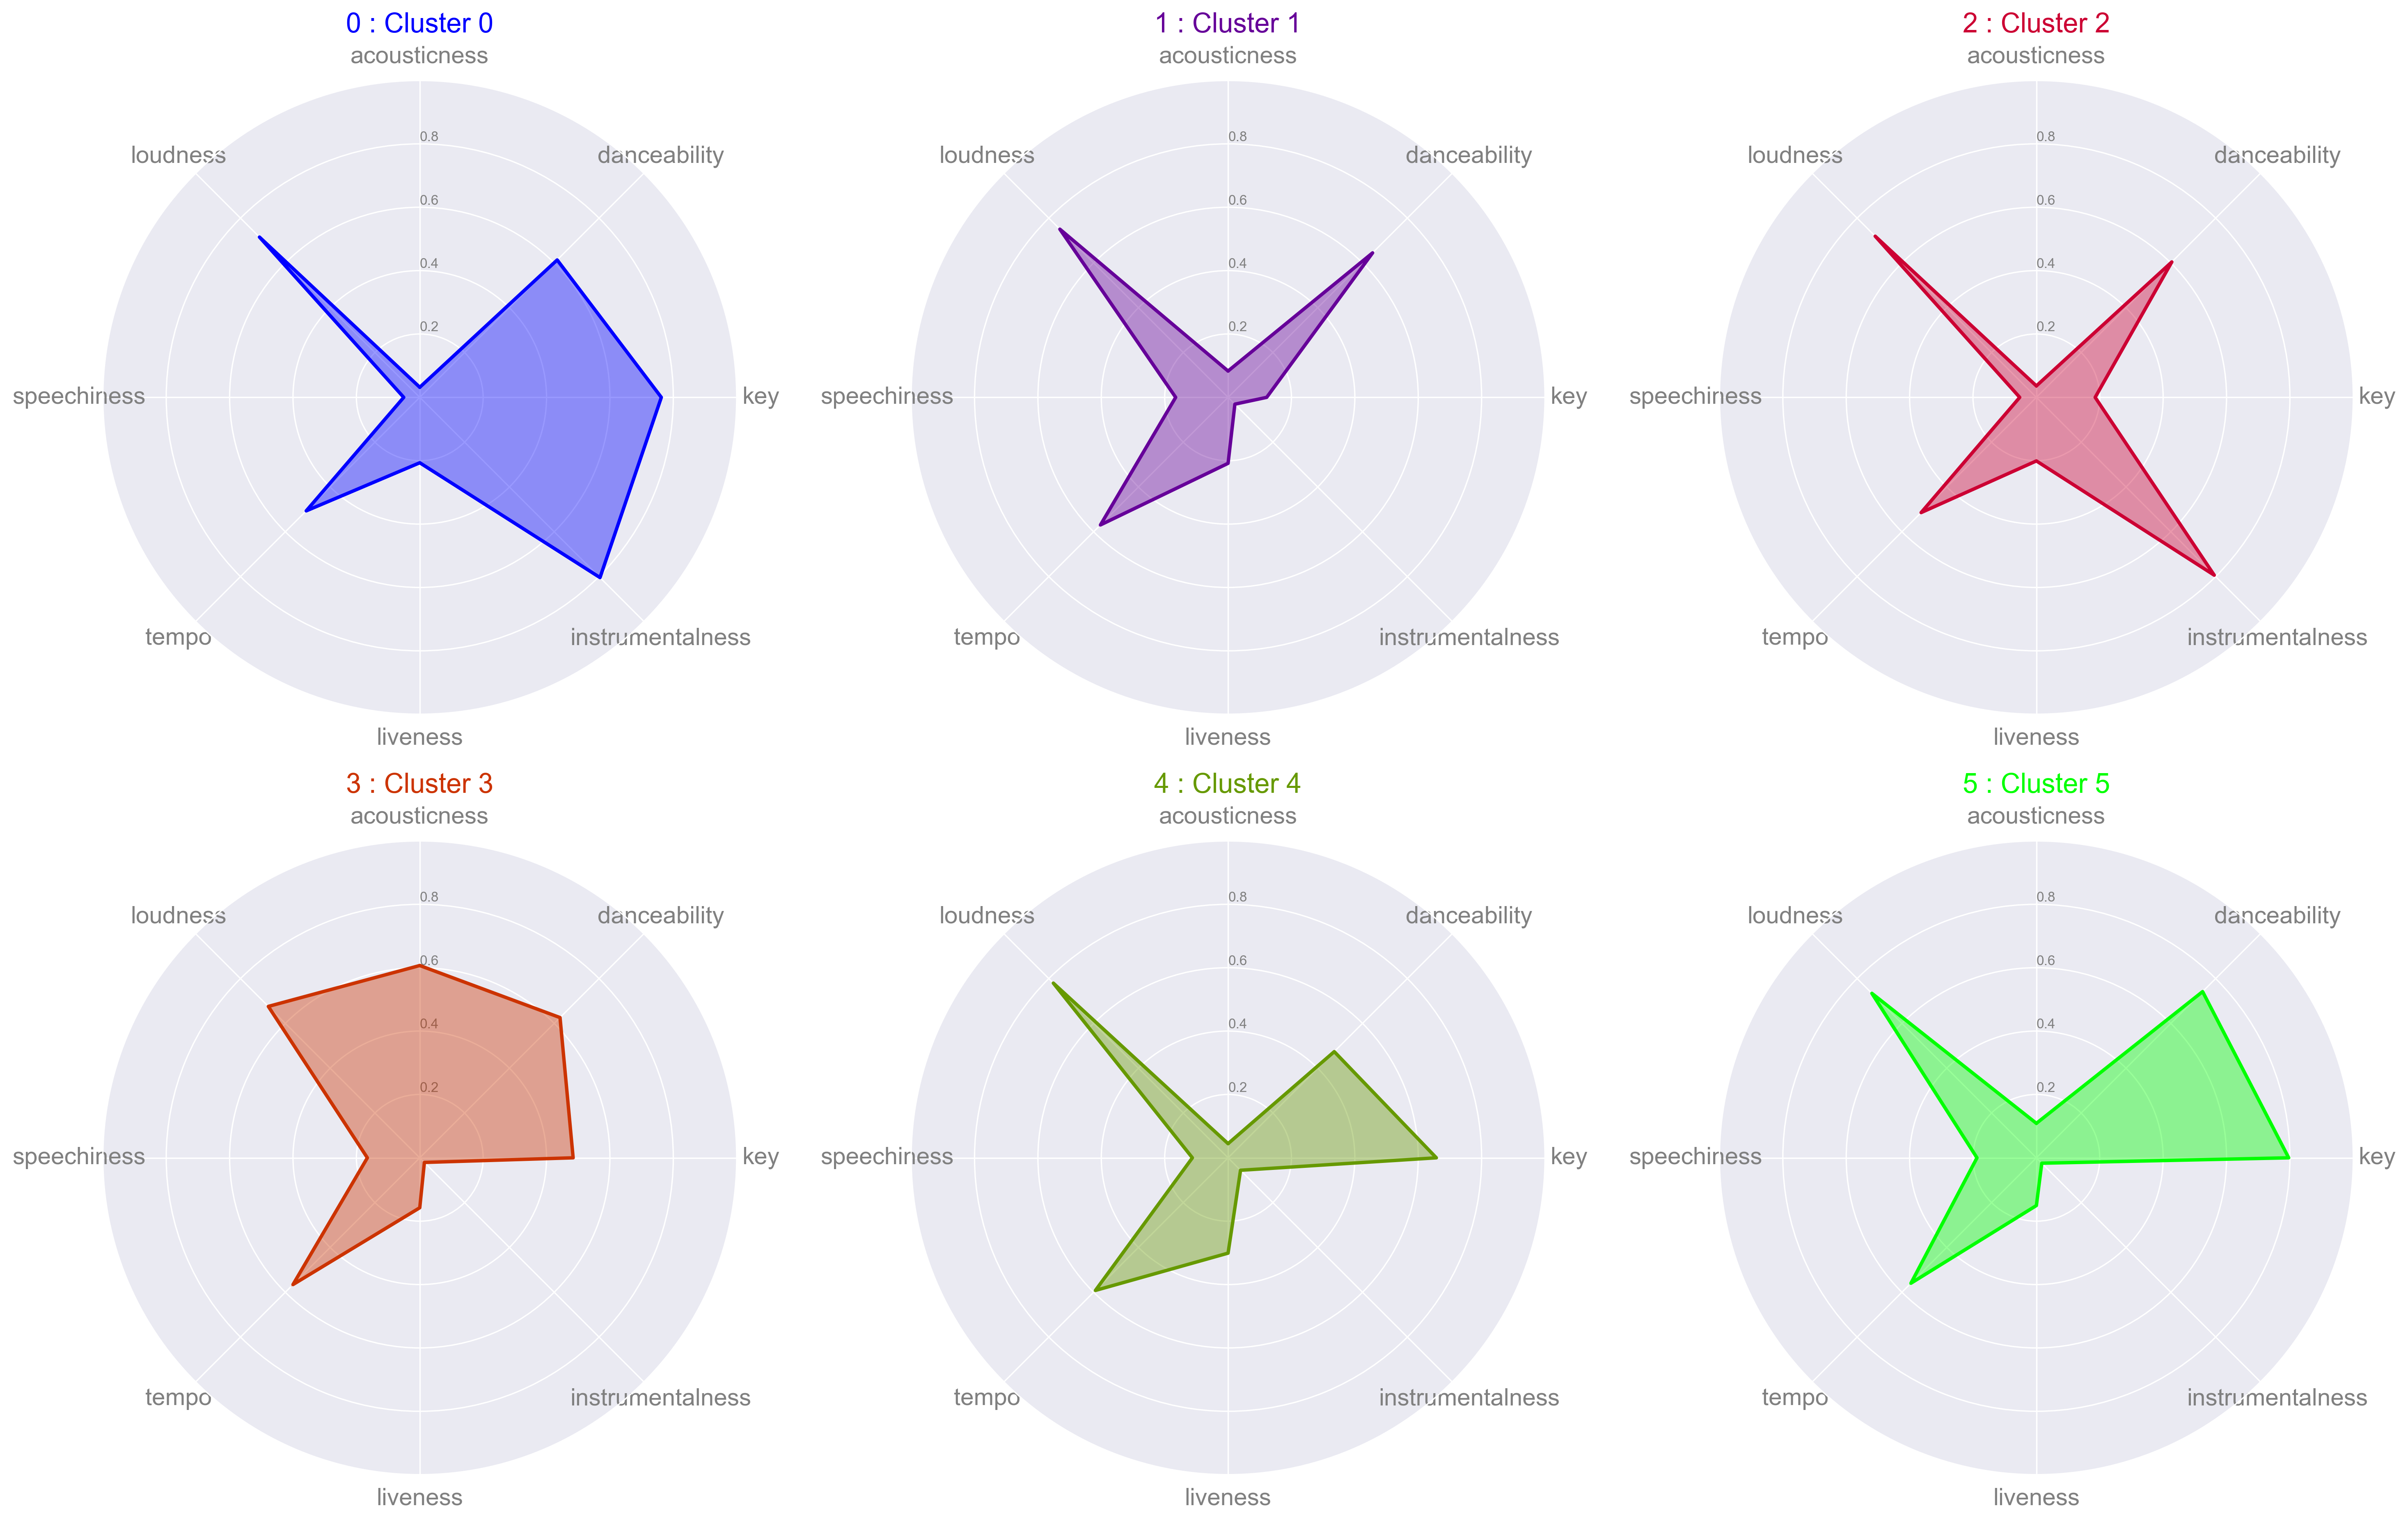 0 : Cluster 0
acousticness
0.8
loudness
danceability
0.6
0.4
0.2
speechiness
key
tempo
instrumentalness
liveness
1 : Cluster 1
acousticness
0.8
loudness
danceability
0.6
0.4
0.2
speechiness
key
tempo
instrumentalness
liveness
2 : Cluster 2
acousticness
0.8
loudness
danceability
0.6
0.4
0.2
speechiness
key
tempo
instrumentalness
liveness
3 : Cluster 3
acousticness
0.8
loudness
danceability
0.6
0.4
0.2
speechiness
key
tempo
instrumentalness
liveness
4 : Cluster 4
acousticness
0.8
loudness
danceability
0.6
0.4
0.2
speechiness
key
tempo
instrumentalness
liveness
5 : Cluster 5
acousticness
0.8
loudness
danceability
0.6
0.4
0.2
speechiness
key
tempo
instrumentalness
liveness